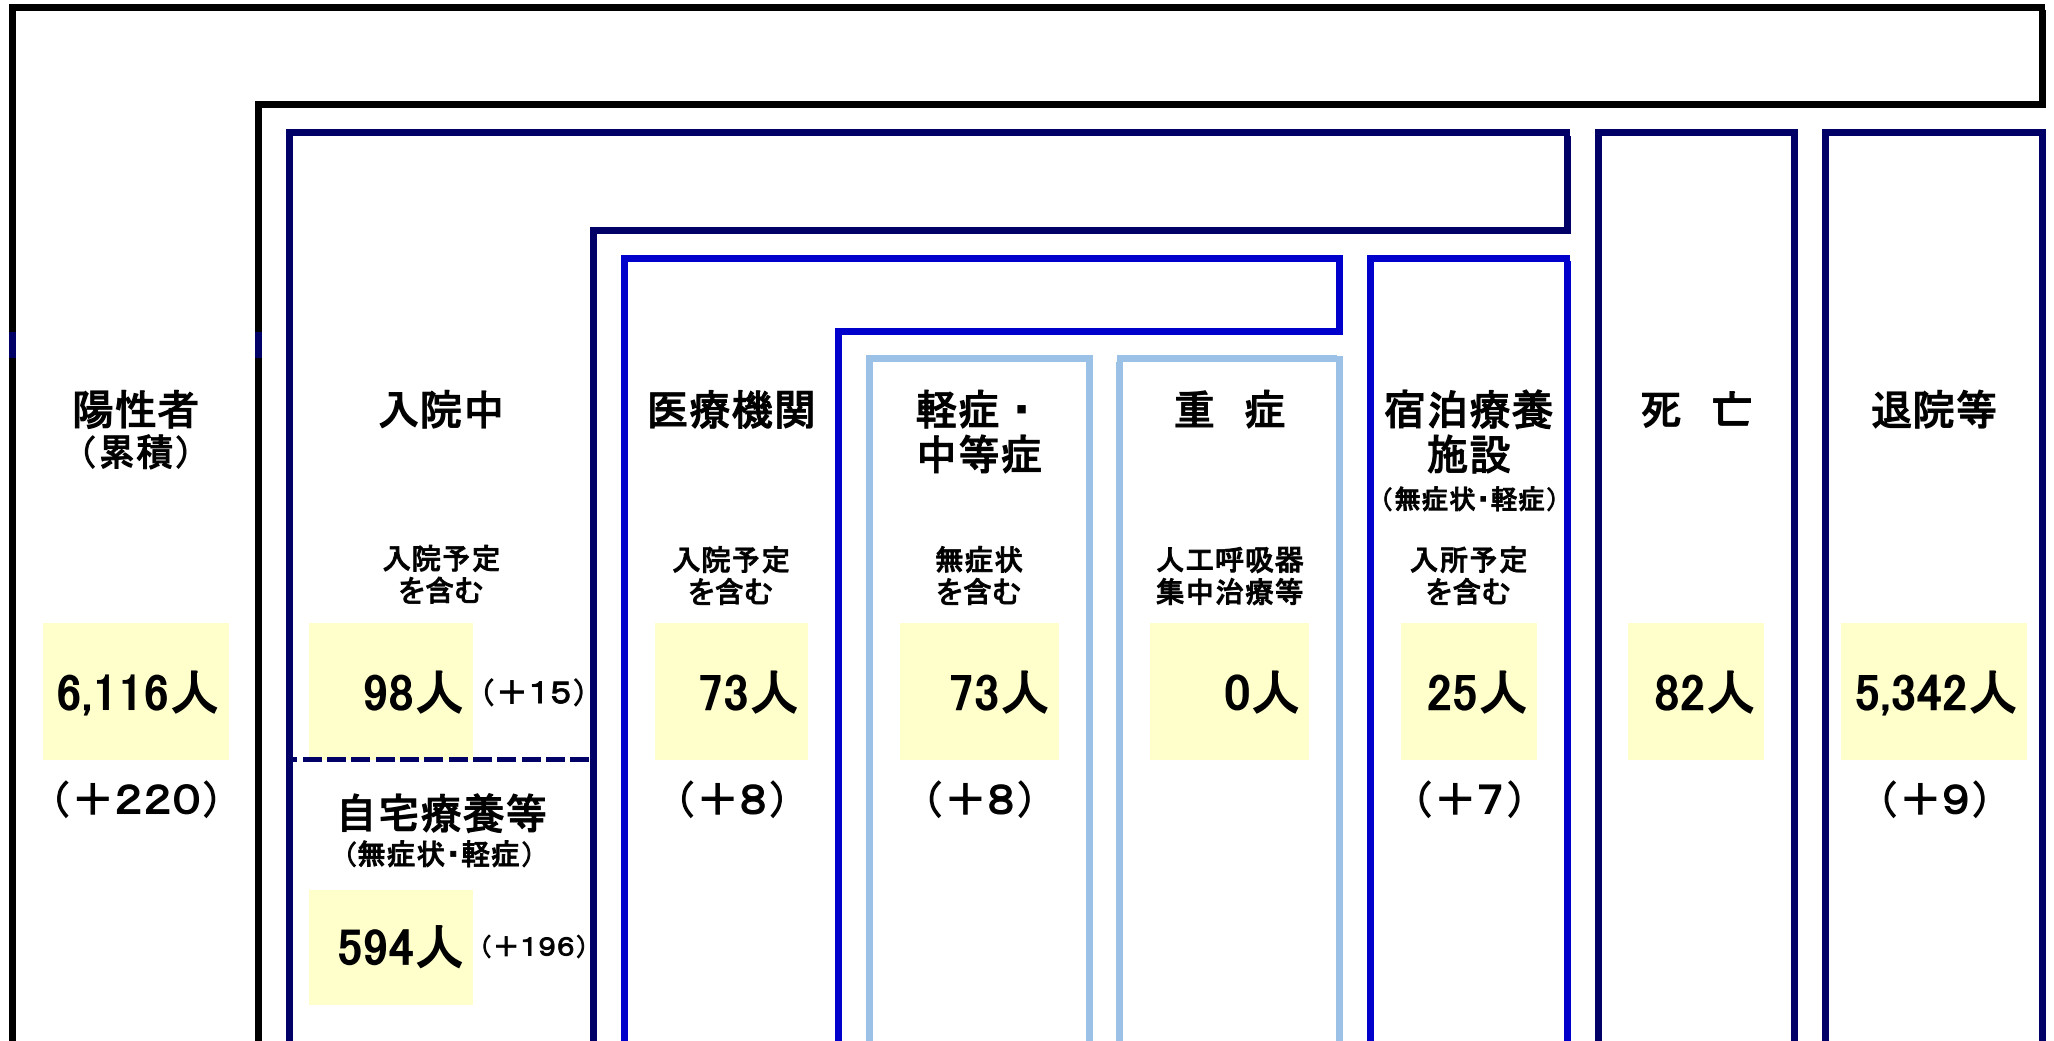 陽性者
（累積）
6,116人
（＋220）
入院中
入院予定
を含む
98人 （＋15）
自宅療養等
（無症状・軽症）
594人 （＋196）
医療機関
入院予定
を含む
73人
（＋8）
軽症・
中等症
無症状
を含む
73人
（＋8）
重　症
人工呼吸器
集中治療等
0人
宿泊療養
施設
（無症状・軽症）
入所予定
を含む
25人
（＋7）
死　亡
82人
退院等
5,342人
（＋9）